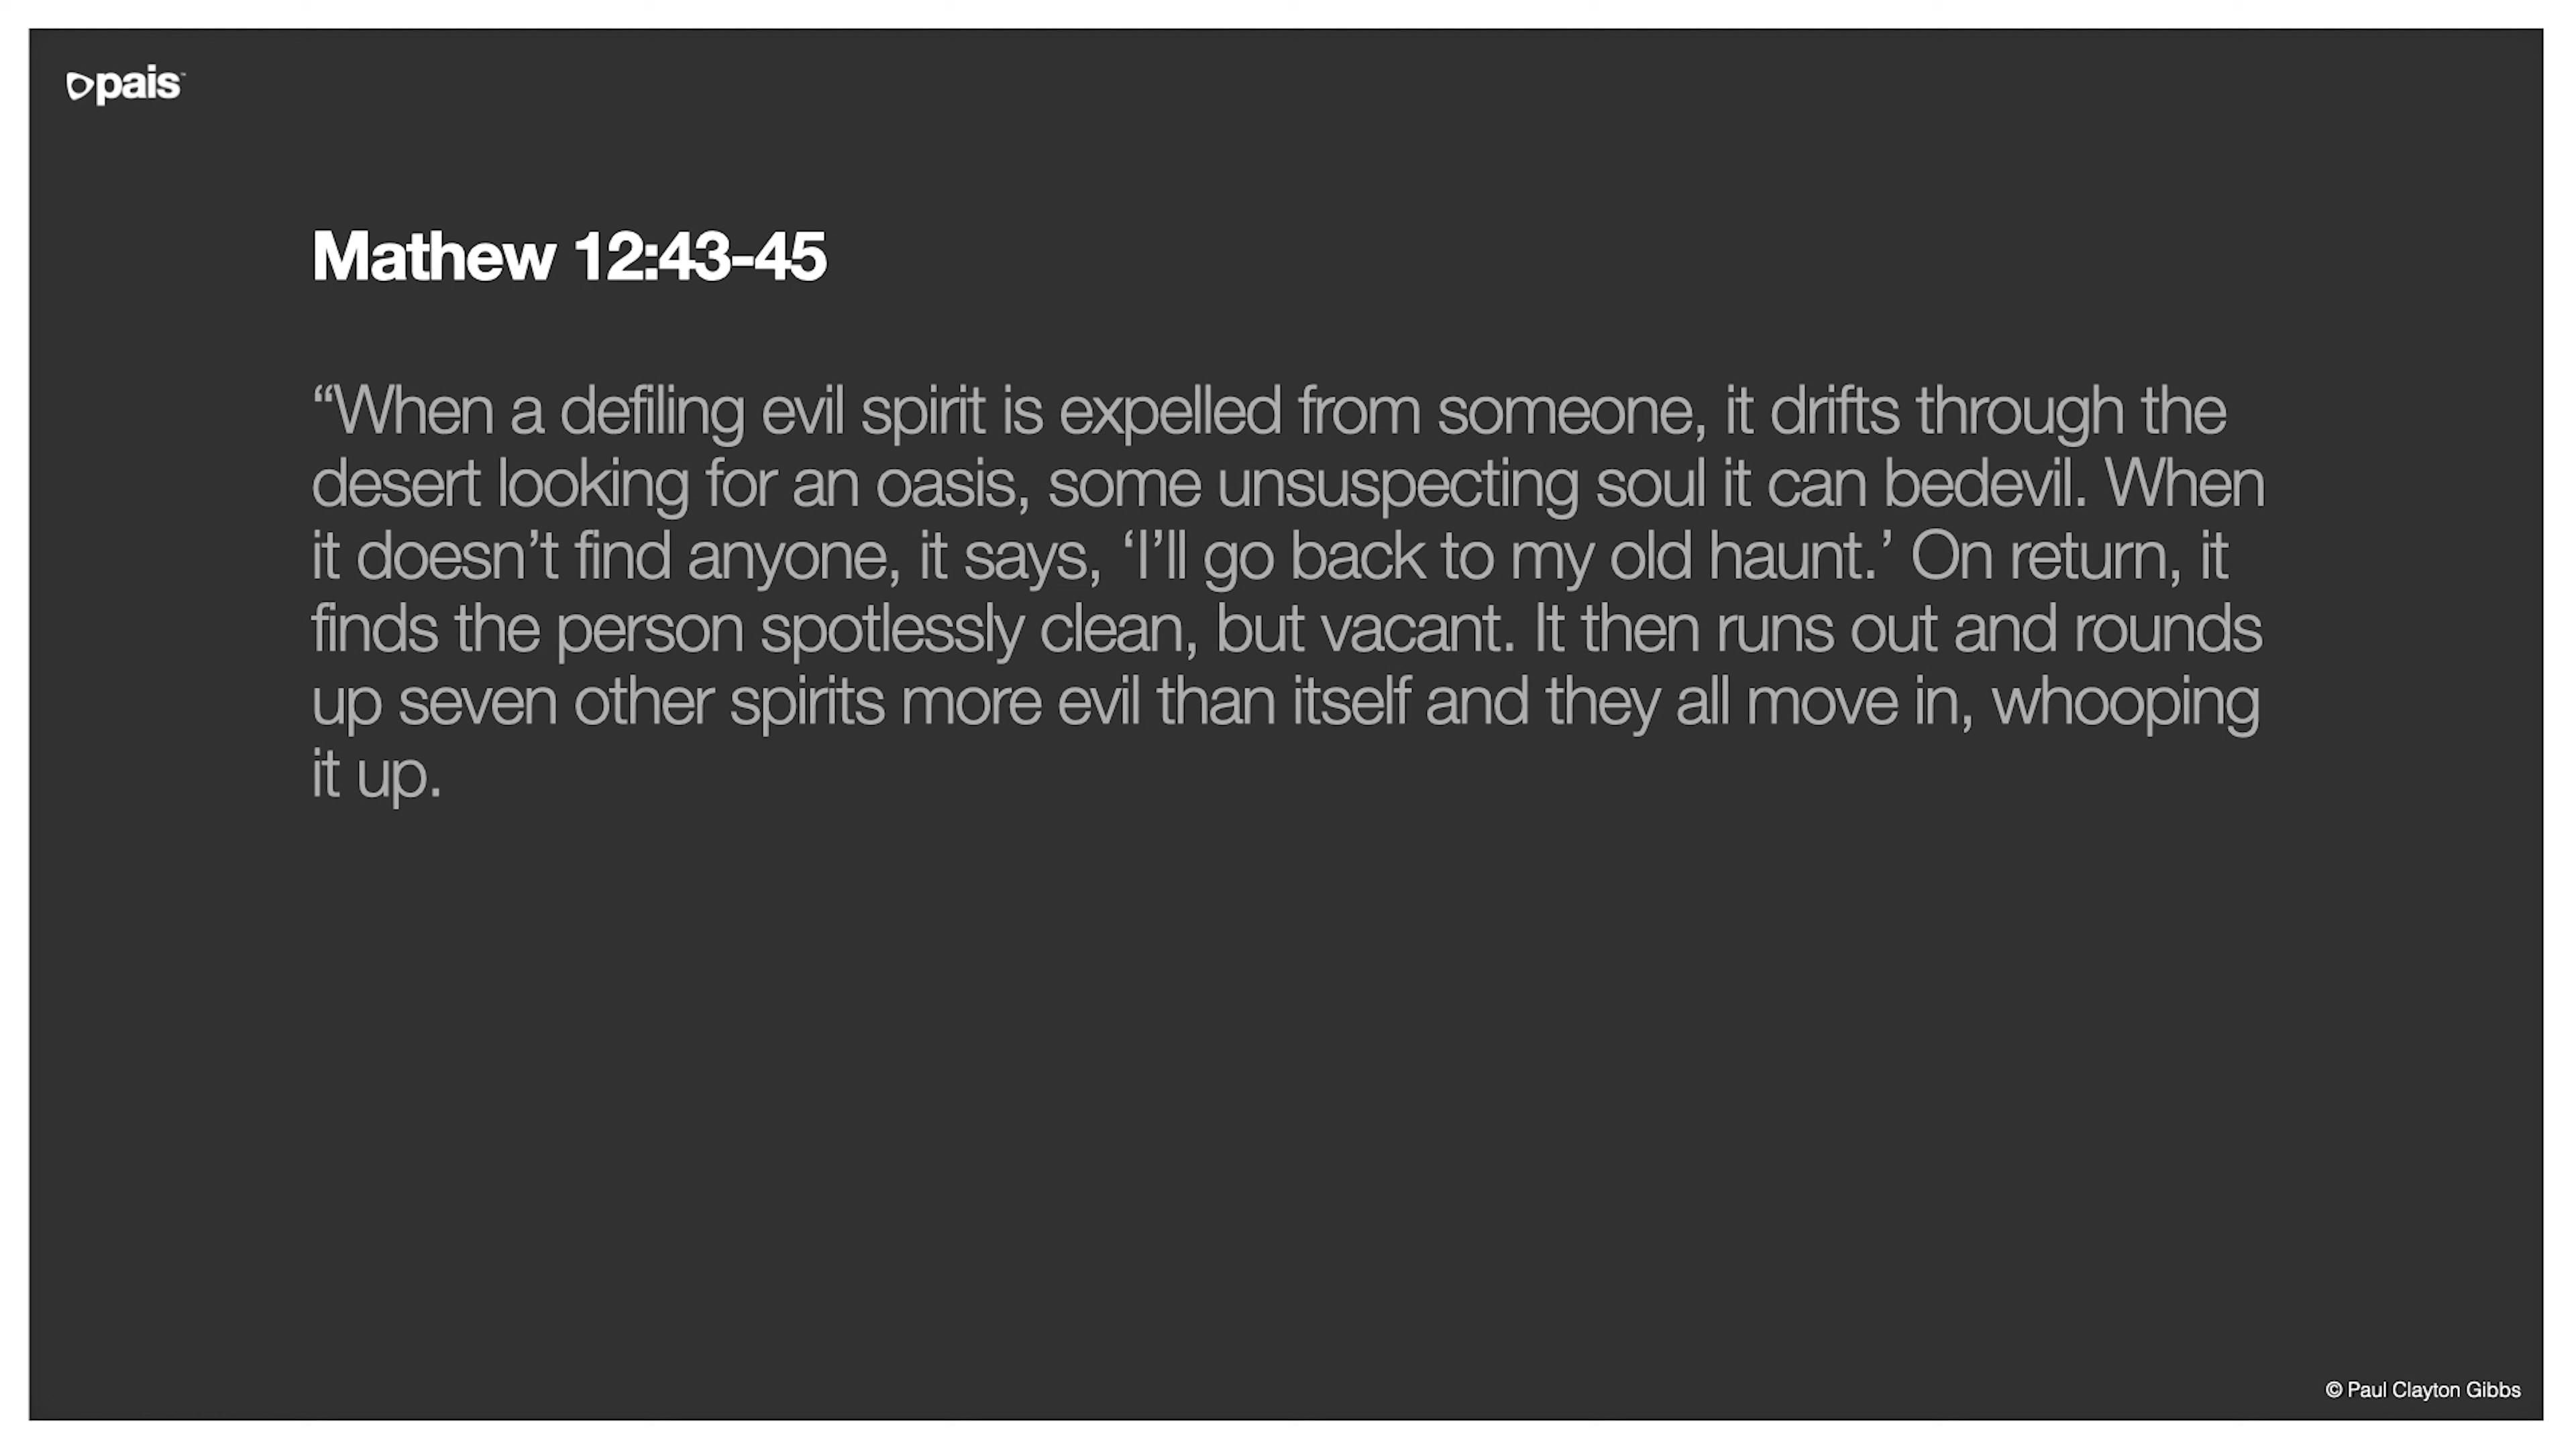 pais™
Mathew 12:43-45
“When a defiling evil spirit is expelled from someone, it drifts through the
desert looking for an oasis, some unsuspecting soul it can bedevil. When
it doesn’t find anyone, it says, ‘I’ll go back to my old haunt.’ On return, it
finds the person spotlessly clean, but vacant. It then runs out and rounds
up seven other spirits more evil than itself and they all move in, whooping
it up.
© Paul Clayton Gibbs